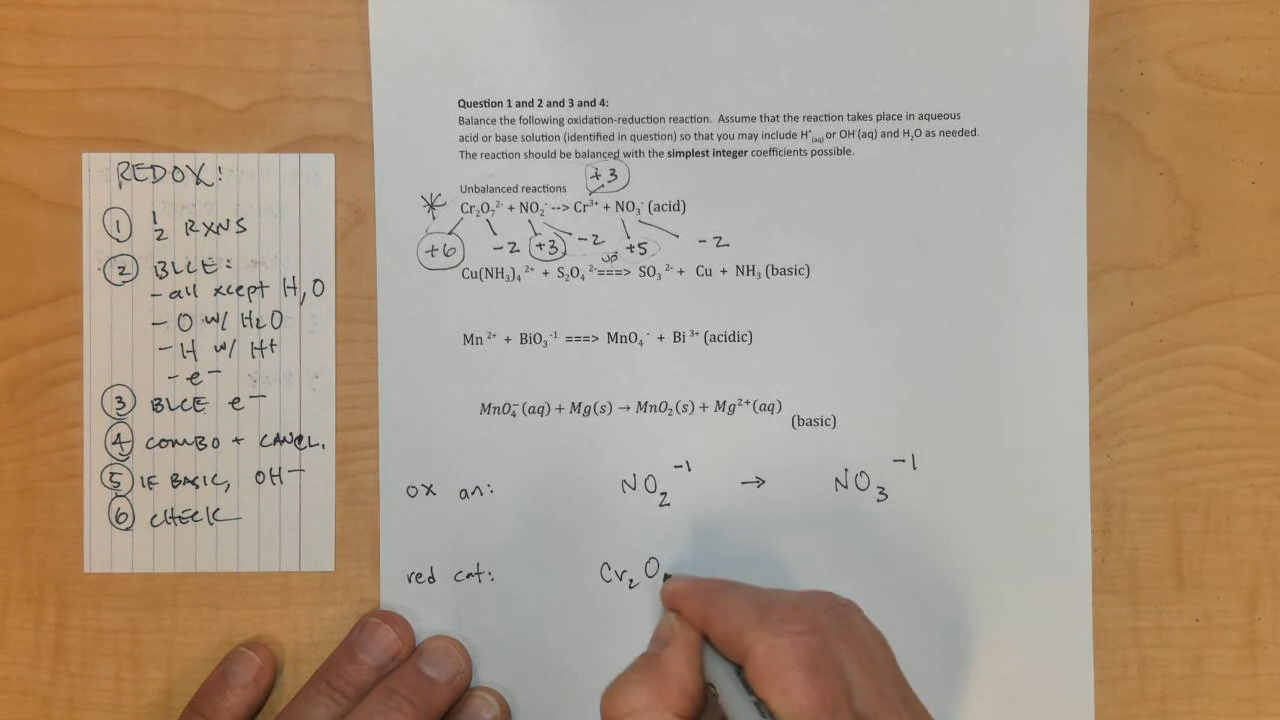 REDOX!
① ½ RXNS
② BLCE:
- all xcept H, O
- O w/ H2O
- H w/ H+
- e⁻
③ BLCE e⁻
④ COMBO + CANCL.
⑤ IF BASIC, OH⁻
⑥ CHECK
Question 1 and 2 and 3 and 4:
Balance the following oxidation-reduction reaction. Assume that the reaction takes place in aqueous
acid or base solution (identified in question) so that you may include H⁺(aq) or OH⁻(aq) and H₂O as needed.
The reaction should be balanced with the simplest integer coefficients possible.
+3
Unbalanced reactions
* Cr₂O₇²⁻ + NO₂⁻ --> Cr³⁺ + NO₃⁻ (acid)
+6 -2 +3 -2 up +5 -2
Cu(NH₃)₄ ²⁺ + S₂O₄ ²⁻ ===> SO₃ ²⁻ + Cu + NH₃ (basic)
Mn ²⁺ + BiO₃⁻¹ ===> MnO₄⁻ + Bi ³⁺ (acidic)
MnO₄⁻(aq) + Mg(s) → MnO₂(s) + Mg²⁺(aq)
(basic)
ox an: NO₂⁻¹ → NO₃⁻¹
red cat: Cr₂O